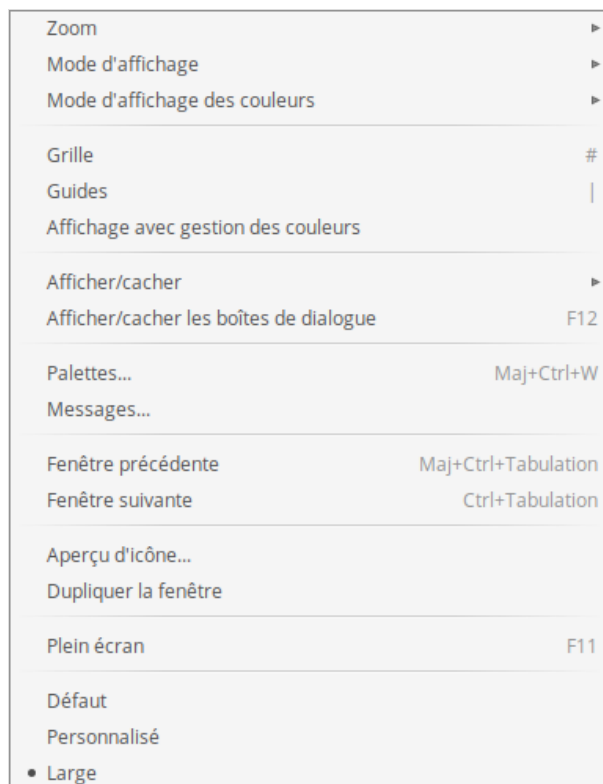 Zoom
Mode d'affichage
Mode d'affichage des couleurs
Grille #
Guides |
Affichage avec gestion des couleurs
Afficher/cacher
Afficher/cacher les boîtes de dialogue F12
Palettes... Maj+Ctrl+W
Messages...
Fenêtre précédente Maj+Ctrl+Tabulation
Fenêtre suivante Ctrl+Tabulation
Aperçu d'icône...
Dupliquer la fenêtre
Plein écran F11
Défaut
Personnalisé
Large